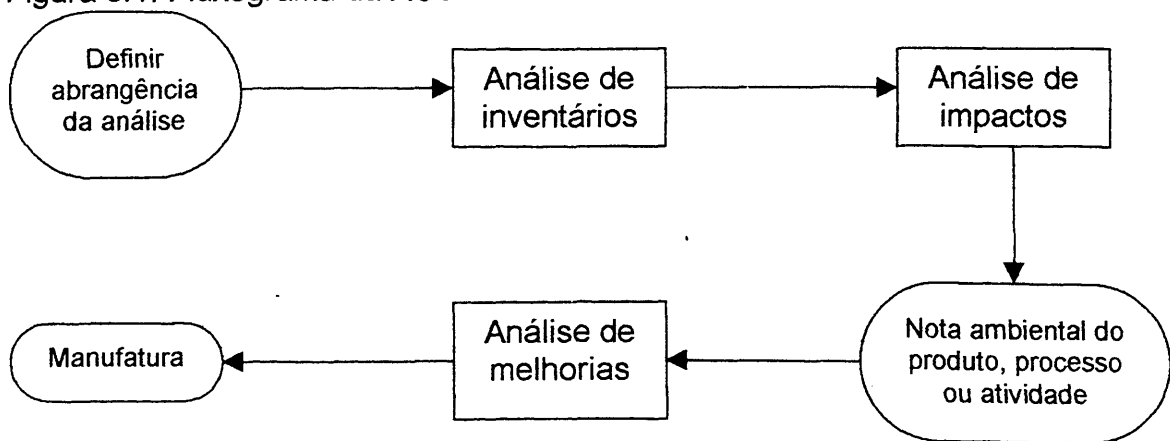 Definir
abrangência
da análise
Análise de
inventários
Análise de
impactos
Nota ambiental do
produto, processo
ou atividade
Análise de
melhorias
Manufatura